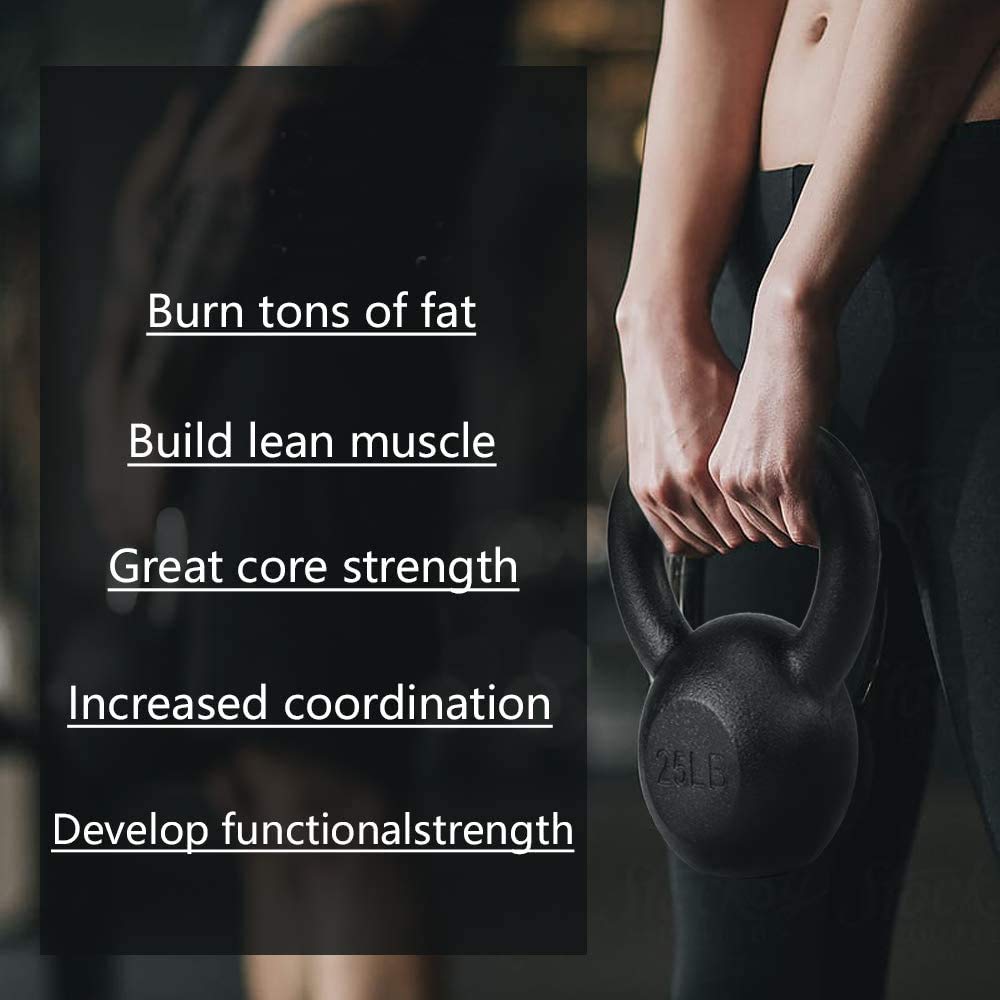 Burn tons of fat
Build lean muscle
Great core strength
Increased coordination
Develop functionalstrength
25LB